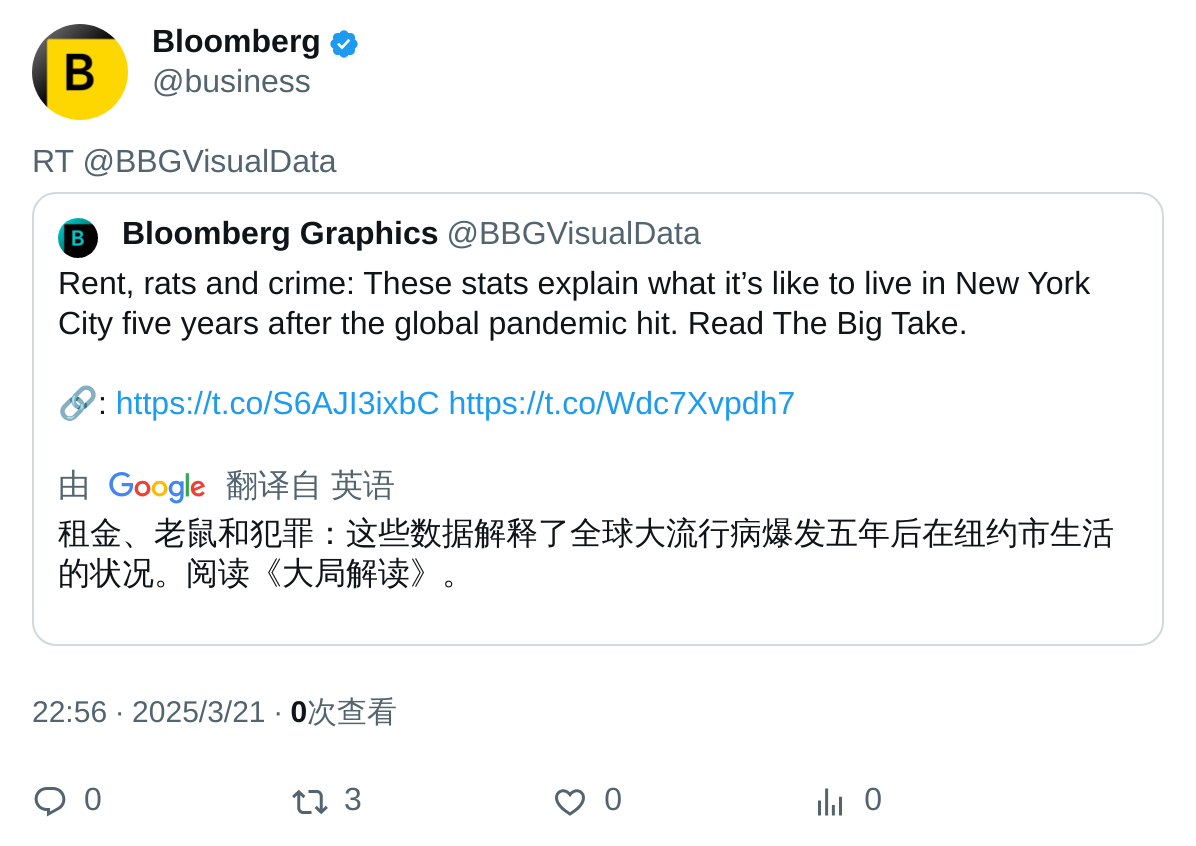 B
Bloomberg
@business
RT @BBGVisualData
B Bloomberg Graphics @BBGVisualData
Rent, rats and crime: These stats explain what it’s like to live in New York
City five years after the global pandemic hit. Read The Big Take.
🔗: https://t.co/S6AJI3ixbC https://t.co/Wdc7Xvpdh7
由 Google 翻译自 英语
租金、老鼠和犯罪：这些数据解释了全球大流行病爆发五年后在纽约市生活
的状况。阅读《大局解读》。
22:56 · 2025/3/21 · 0次查看
0 3 0 0